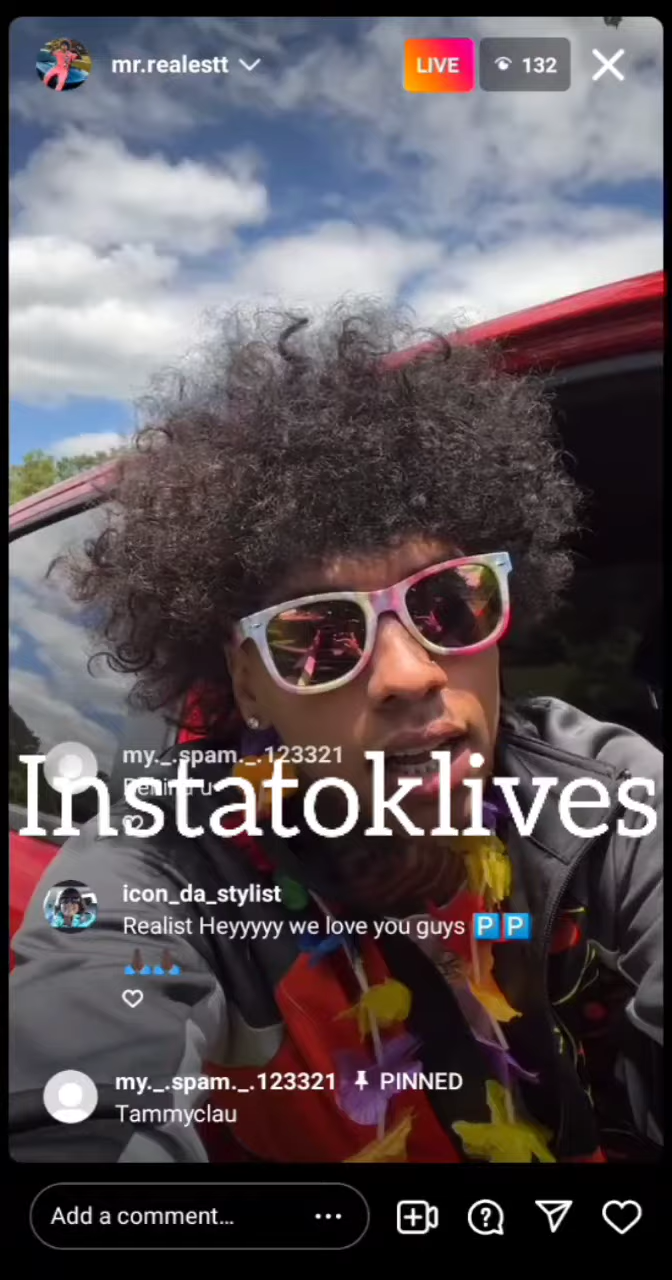 mr.realestt
LIVE
132
my._.spam._.123321
Behind u
Instatoklives
icon_da_stylist
Realist Heyyyyy we love you guys 🅿️🅿️
my._.spam._.123321 PINNED
Tammyclau
Add a comment...